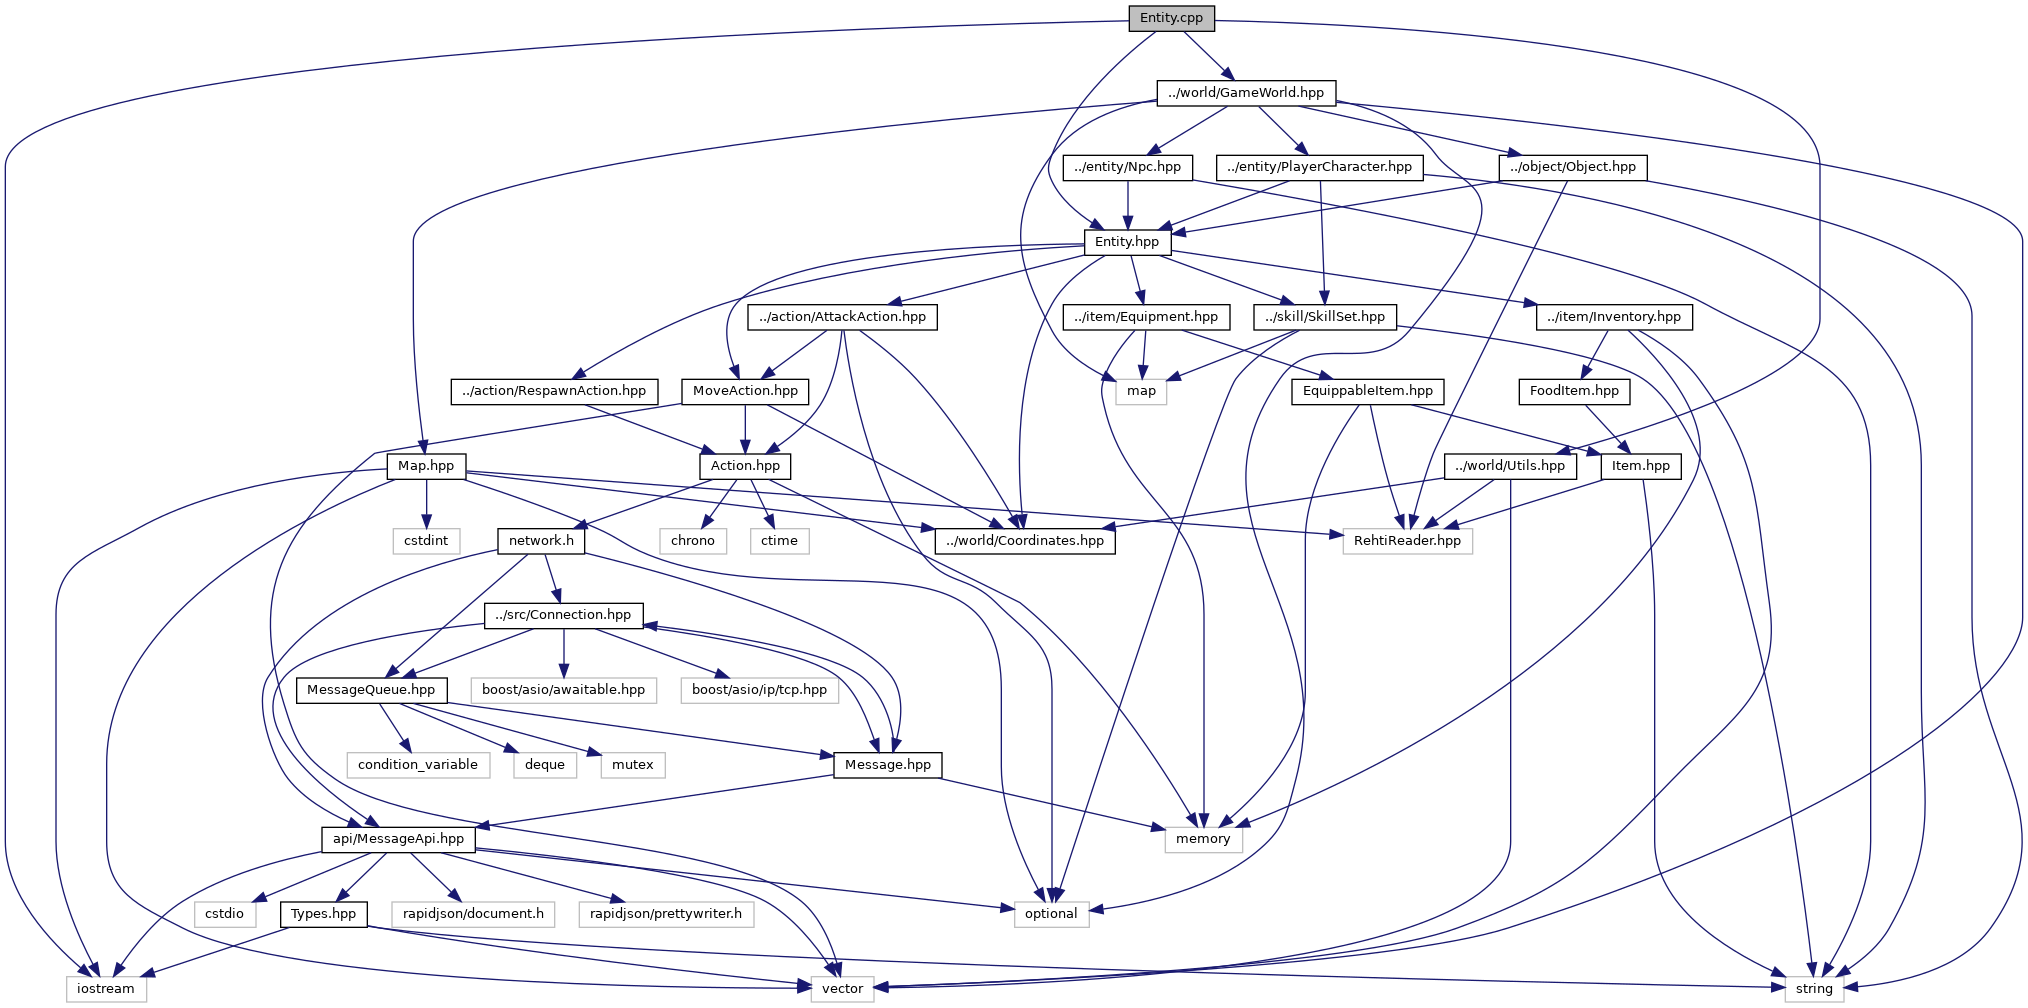 Entity.cpp
../world/GameWorld.hpp
../entity/Npc.hpp
../entity/PlayerCharacter.hpp
../object/Object.hpp
Entity.hpp
../action/AttackAction.hpp
../item/Equipment.hpp
../skill/SkillSet.hpp
../item/Inventory.hpp
../action/RespawnAction.hpp
MoveAction.hpp
map
EquippableItem.hpp
FoodItem.hpp
Map.hpp
Action.hpp
../world/Utils.hpp
Item.hpp
cstdint
network.h
chrono
ctime
../world/Coordinates.hpp
RehtiReader.hpp
../src/Connection.hpp
MessageQueue.hpp
boost/asio/awaitable.hpp
boost/asio/ip/tcp.hpp
condition_variable
deque
mutex
Message.hpp
api/MessageApi.hpp
memory
cstdio
Types.hpp
rapidjson/document.h
rapidjson/prettywriter.h
optional
iostream
vector
string